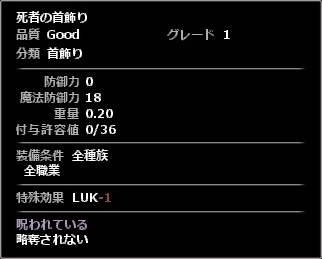 死者の首飾り
品質 Good グレード 1
分類 首飾り
防御力 0
魔法防御力 18
重量 0.20
付与許容値 0/36
装備条件 全種族
全職業
特殊効果 LUK-1
呪われている
略奪されない